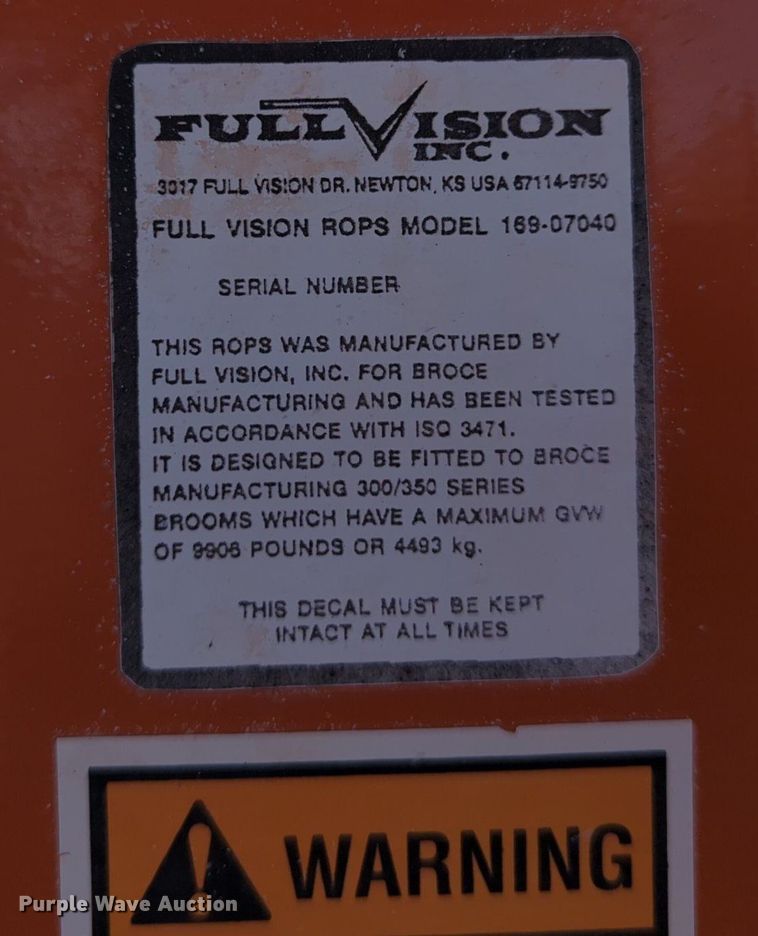 FULL VISION
INC.
3017 FULL VISION DR. NEWTON, KS USA 67114-9750
FULL VISION ROPS MODEL 169-07040
SERIAL NUMBER
THIS ROPS WAS MANUFACTURED BY
FULL VISION, INC. FOR BROCE
MANUFACTURING AND HAS BEEN TESTED
IN ACCORDANCE WITH ISO 3471.
IT IS DESIGNED TO BE FITTED TO BROCE
MANUFACTURING 300/350 SERIES
BROOMS WHICH HAVE A MAXIMUM GVW
OF 9906 POUNDS OR 4493 kg.
THIS DECAL MUST BE KEPT
INTACT AT ALL TIMES
WARNING
Purple Wave Auction